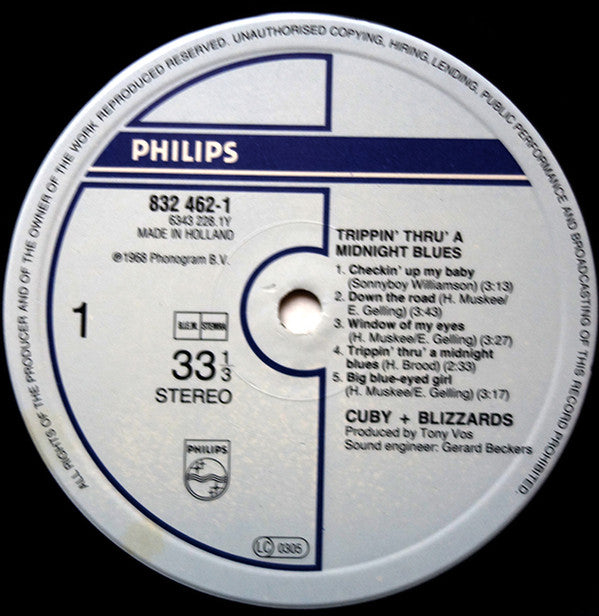 ALL RIGHTS OF THE PRODUCER AND OF THE OWNER OF THE WORK REPRODUCED RESERVED. UNAUTHORISED COPYING, HIRING, LENDING, PUBLIC PERFORMANCE AND BROADCASTING OF THIS RECORD PROHIBITED.
PHILIPS
832 462-1
6343 228.1Y
MADE IN HOLLAND
℗1968 Phonogram B.V.
1
B.I.E.M. STEMRA
33 1/3
STEREO
PHILIPS
LC 0305
TRIPPIN' THRU' A
MIDNIGHT BLUES
1. Checkin' up my baby
(Sonnyboy Williamson) (3:13)
2. Down the road (H. Muskee/
E. Gelling) (3:43)
3. Window of my eyes
(H. Muskee/E. Gelling) (3:27)
4. Trippin' thru' a midnight
blues (H. Brood) (2:33)
5. Big blue-eyed girl
(H. Muskee/E. Gelling) (3:17)
CUBY + BLIZZARDS
Produced by Tony Vos
Sound engineer: Gerard Beckers